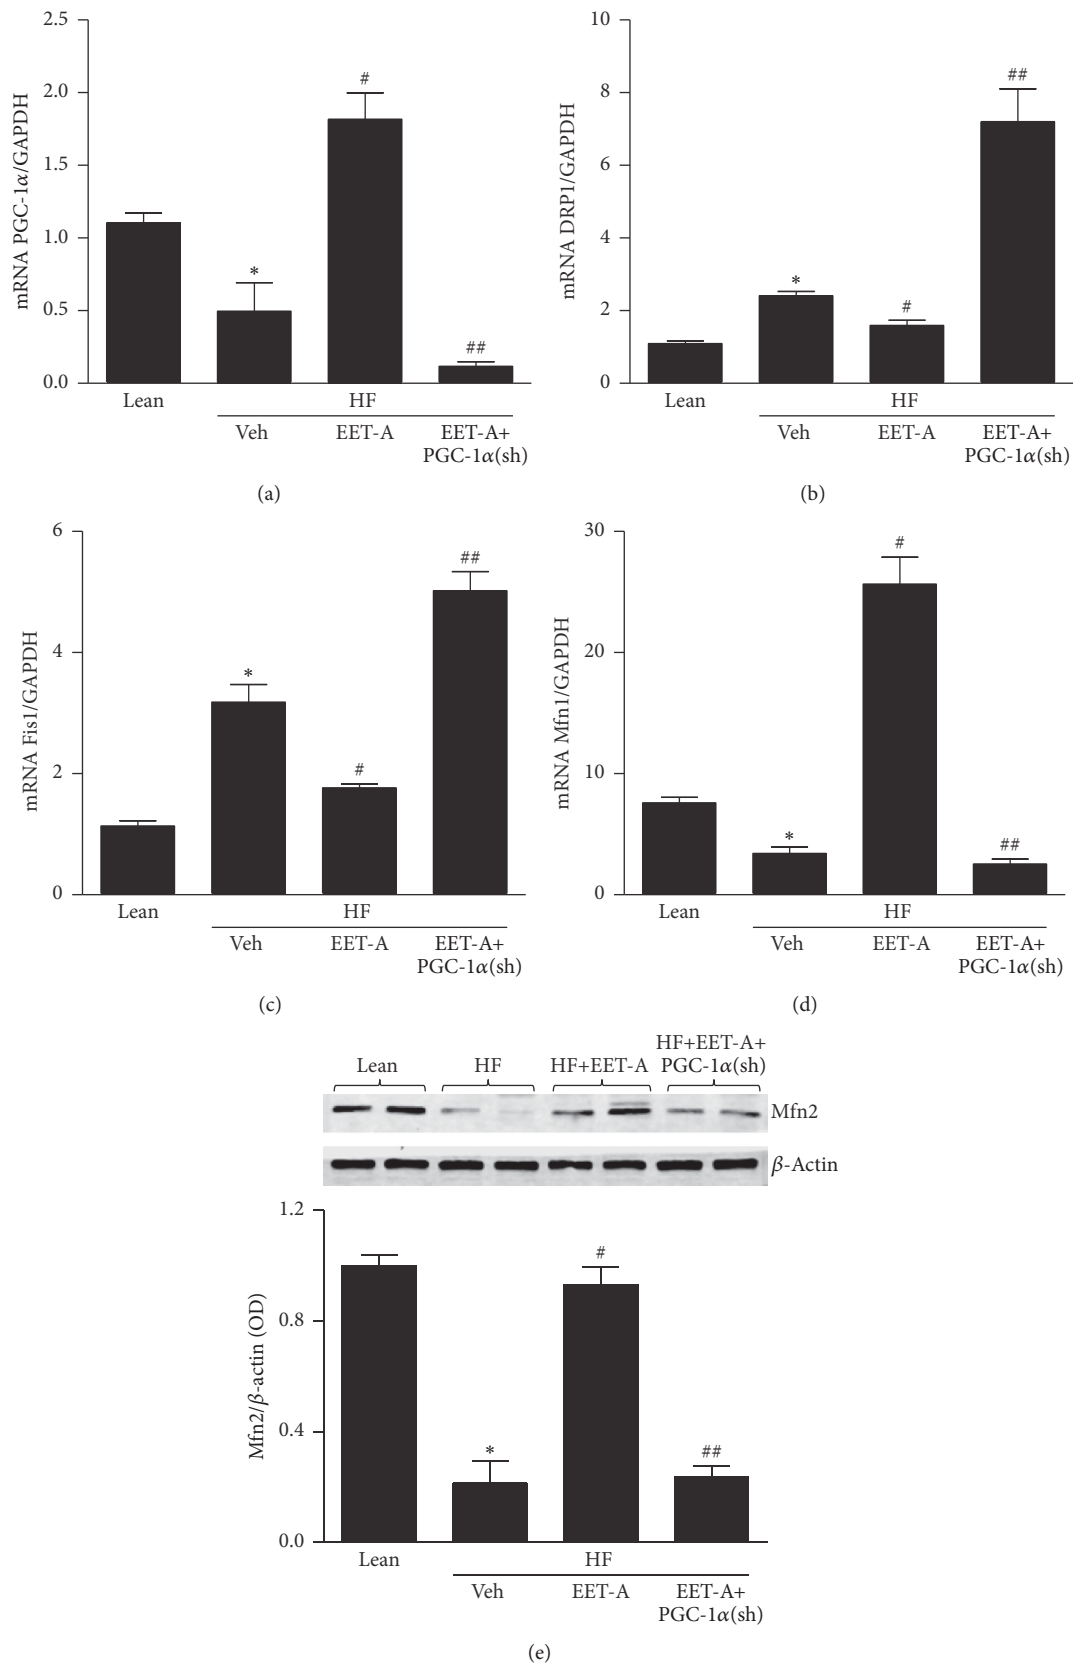 mRNA PGC-1α/GAPDH
2.5
2.0
1.5
1.0
0.5
0.0
*
#
##
Lean
HF
Veh
EET-A
EET-A+
PGC-1α(sh)
(a)
mRNA DRP1/GAPDH
10
8
6
4
2
0
*
#
##
Lean
HF
Veh
EET-A
EET-A+
PGC-1α(sh)
(b)
mRNA Fis1/GAPDH
6
4
2
0
*
#
##
Lean
HF
Veh
EET-A
EET-A+
PGC-1α(sh)
(c)
mRNA Mfn1/GAPDH
30
20
10
0
*
#
##
Lean
HF
Veh
EET-A
EET-A+
PGC-1α(sh)
(d)
Lean
HF
HF+EET-A
HF+EET-A+
PGC-1α(sh)
Mfn2
β-Actin
Mfn2/β-actin (OD)
1.2
0.8
0.4
0.0
*
#
##
Lean
HF
Veh
EET-A
EET-A+
PGC-1α(sh)
(e)